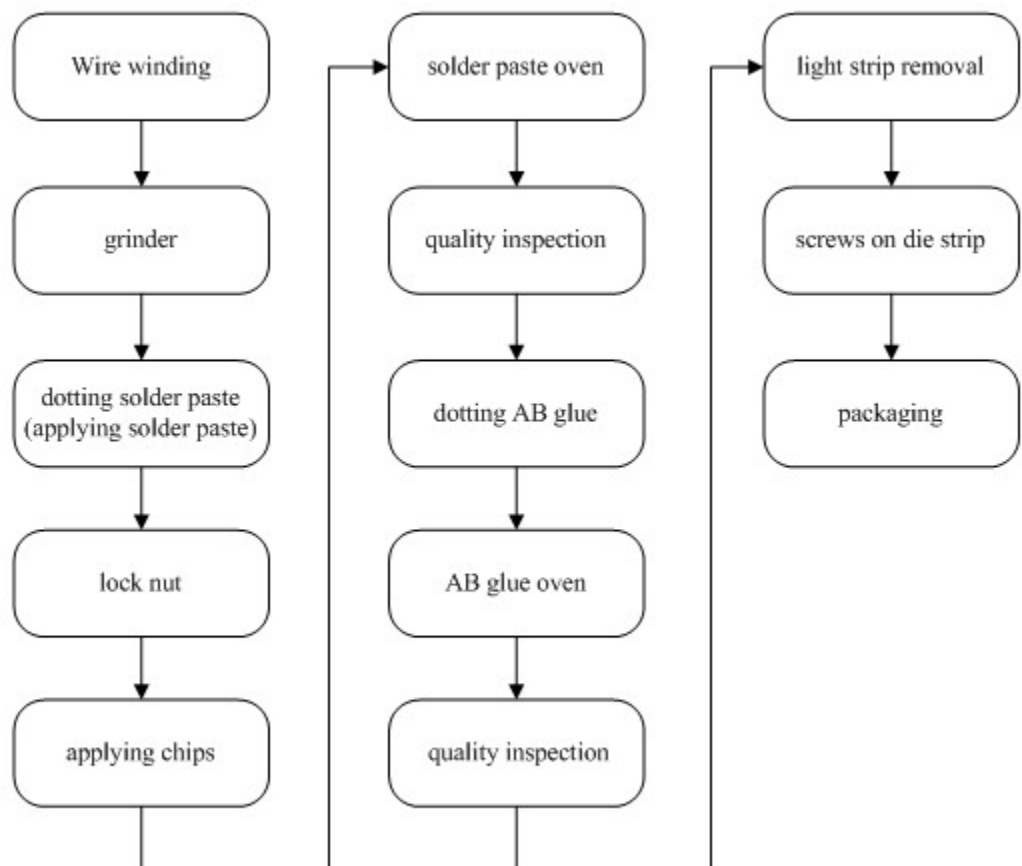 Wire winding
grinder
dotting solder paste
(applying solder paste)
lock nut
applying chips
solder paste oven
quality inspection
dotting AB glue
AB glue oven
quality inspection
light strip removal
screws on die strip
packaging